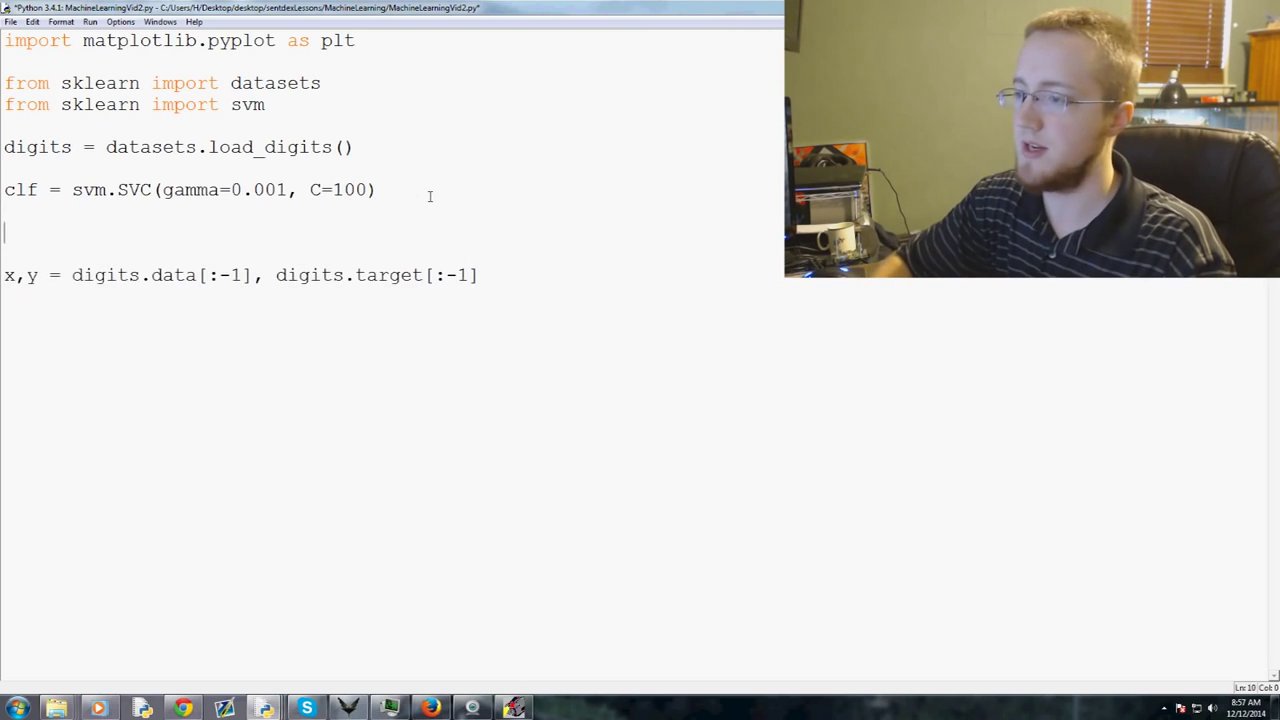 *Python 3.4.1: MachineLearningVid2.py - C:/Users/H/Desktop/desktop/sentdexLessons/MachineLearning/MachineLearningVid2.py*
File Edit Format Run Options Windows Help
import matplotlib.pyplot as plt
from sklearn import datasets
from sklearn import svm
digits = datasets.load_digits()
clf = svm.SVC(gamma=0.001, C=100)
x,y = digits.data[:-1], digits.target[:-1]
Ln: 10 Col: 0
8:57 AM
12/12/2014